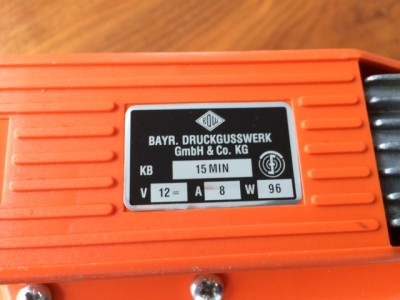 BAYR. DRUCKGUSSWERK
GmbH & Co. KG
KB 15 MIN
V 12= A 8 W 96